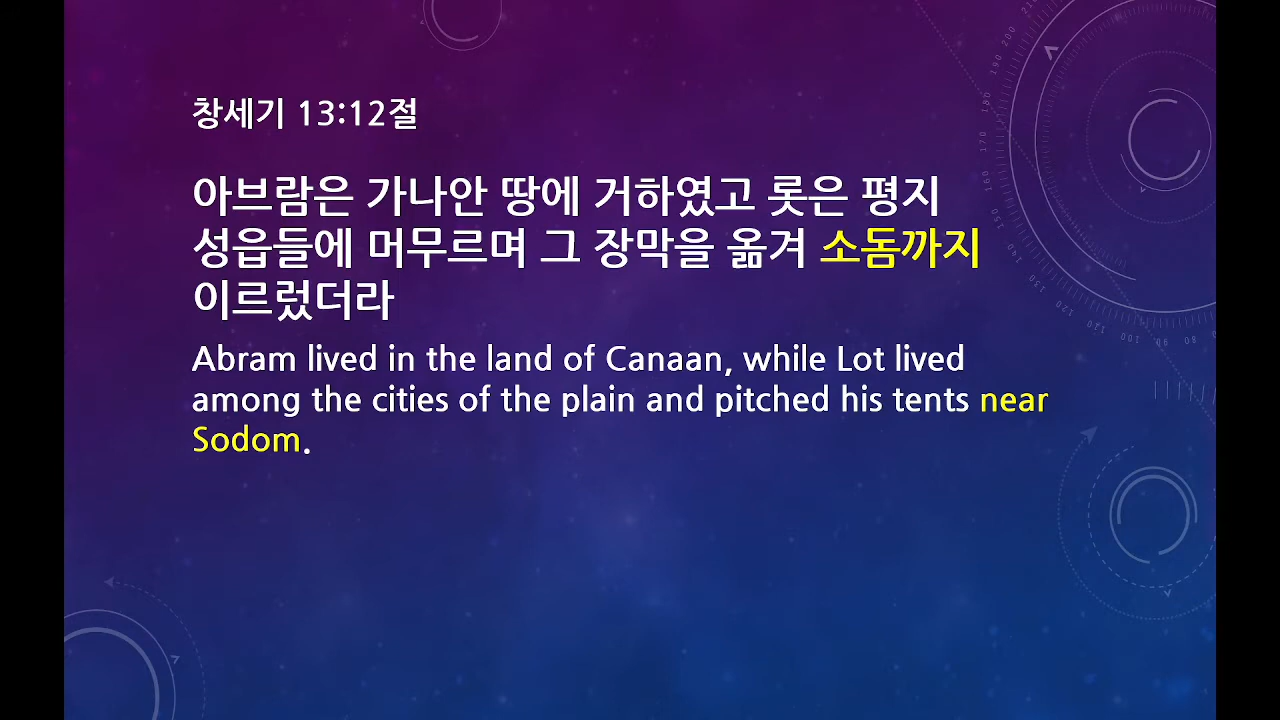 창세기 13:12절
아브람은 가나안 땅에 거하였고 롯은 평지
성읍들에 머무르며 그 장막을 옮겨 소돔까지
이르렀더라
Abram lived in the land of Canaan, while Lot lived
among the cities of the plain and pitched his tents near
Sodom.